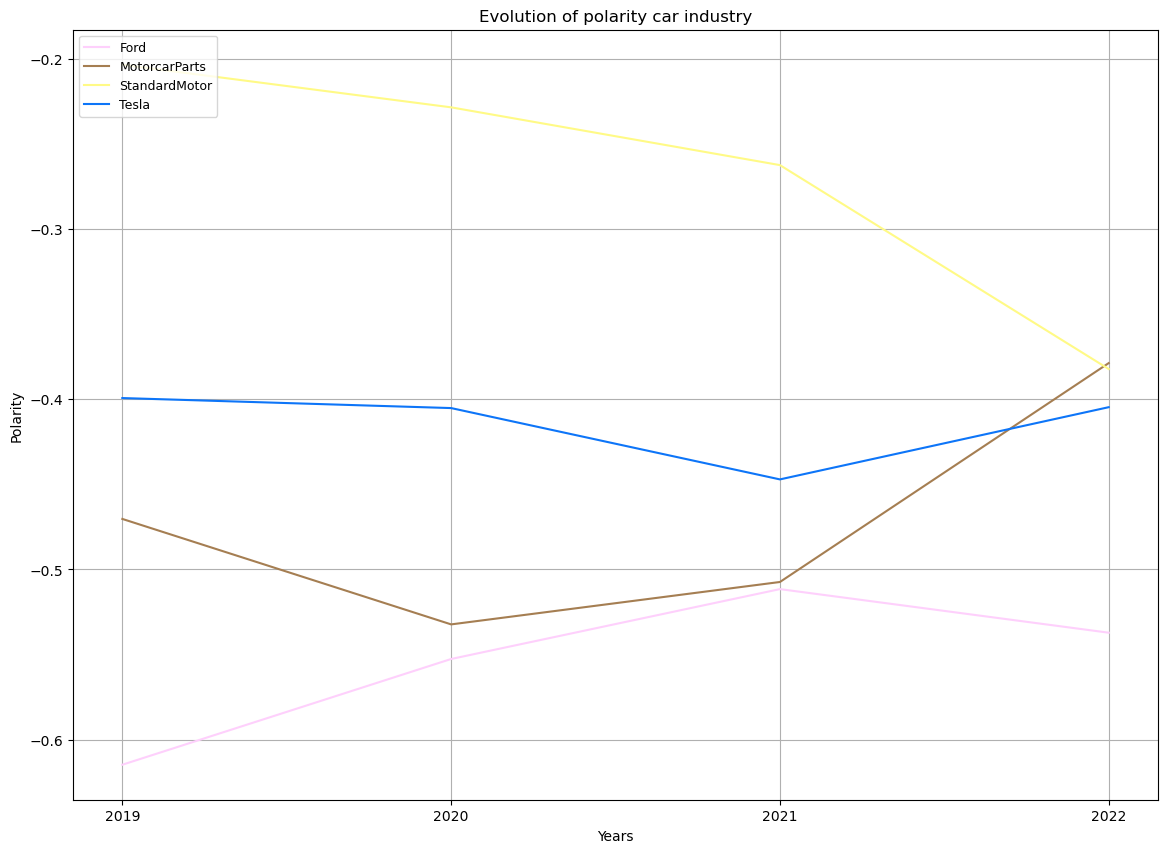 Evolution of polarity car industry
Ford
MotorcarParts
StandardMotor
Tesla
−0.2
−0.3
−0.4
−0.5
−0.6
Polarity
2019 2020 2021 2022
Years